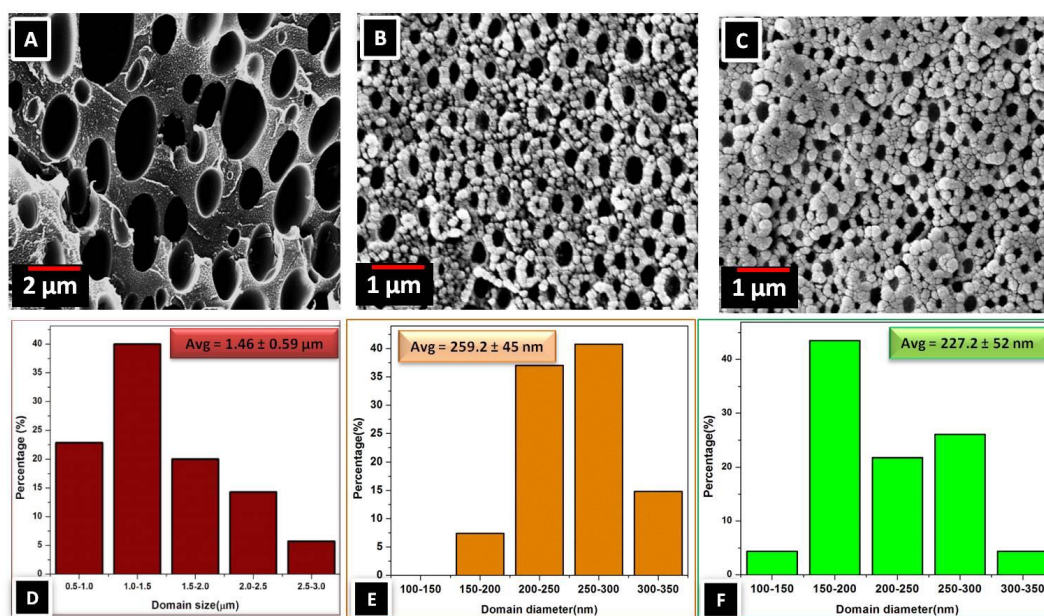 A
B
C
2 μm
1 μm
1 μm
Avg = 1.46 ± 0.59 μm
Percentage (%)
40
35
30
25
20
15
10
5
0
0.5-1.0
1.0-1.5
1.5-2.0
2.0-2.5
2.5-3.0
Domain size(μm)
D
Avg = 259.2 ± 45 nm
Percentage(%)
40
35
30
25
20
15
10
5
0
100-150
150-200
200-250
250-300
300-350
Domain diameter(nm)
E
Avg = 227.2 ± 52 nm
Percentage(%)
40
30
20
10
0
100-150
150-200
200-250
250-300
300-350
Domain diameter(nm)
F